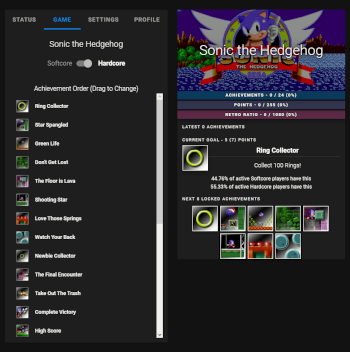 STATUS GAME SETTINGS PROFILE
Sonic the Hedgehog
Softcore Hardcore
Achievement Order (Drag to Change)
Ring Collector
Star Spangled
Green Life
Don't Get Lost
The Floor is Lava
Shooting Star
Love Those Springs
Watch Your Back
Newbie Collector
The Final Encounter
Take Out The Trash
Complete Victory
High Score
Sonic the Hedgehog
SONIC
THE HEDGEHOG
ACHIEVEMENTS - 0 / 24 (0%)
POINTS - 0 / 255 (0%)
RETRO RATIO - 0 / 1080 (0%)
LATEST 0 ACHIEVEMENTS
CURRENT GOAL - 5 (7) POINTS
Ring Collector
Collect 100 Rings!
44.76% of active Softcore players have this
55.33% of active Hardcore players have this
NEXT 8 LOCKED ACHIEVEMENTS